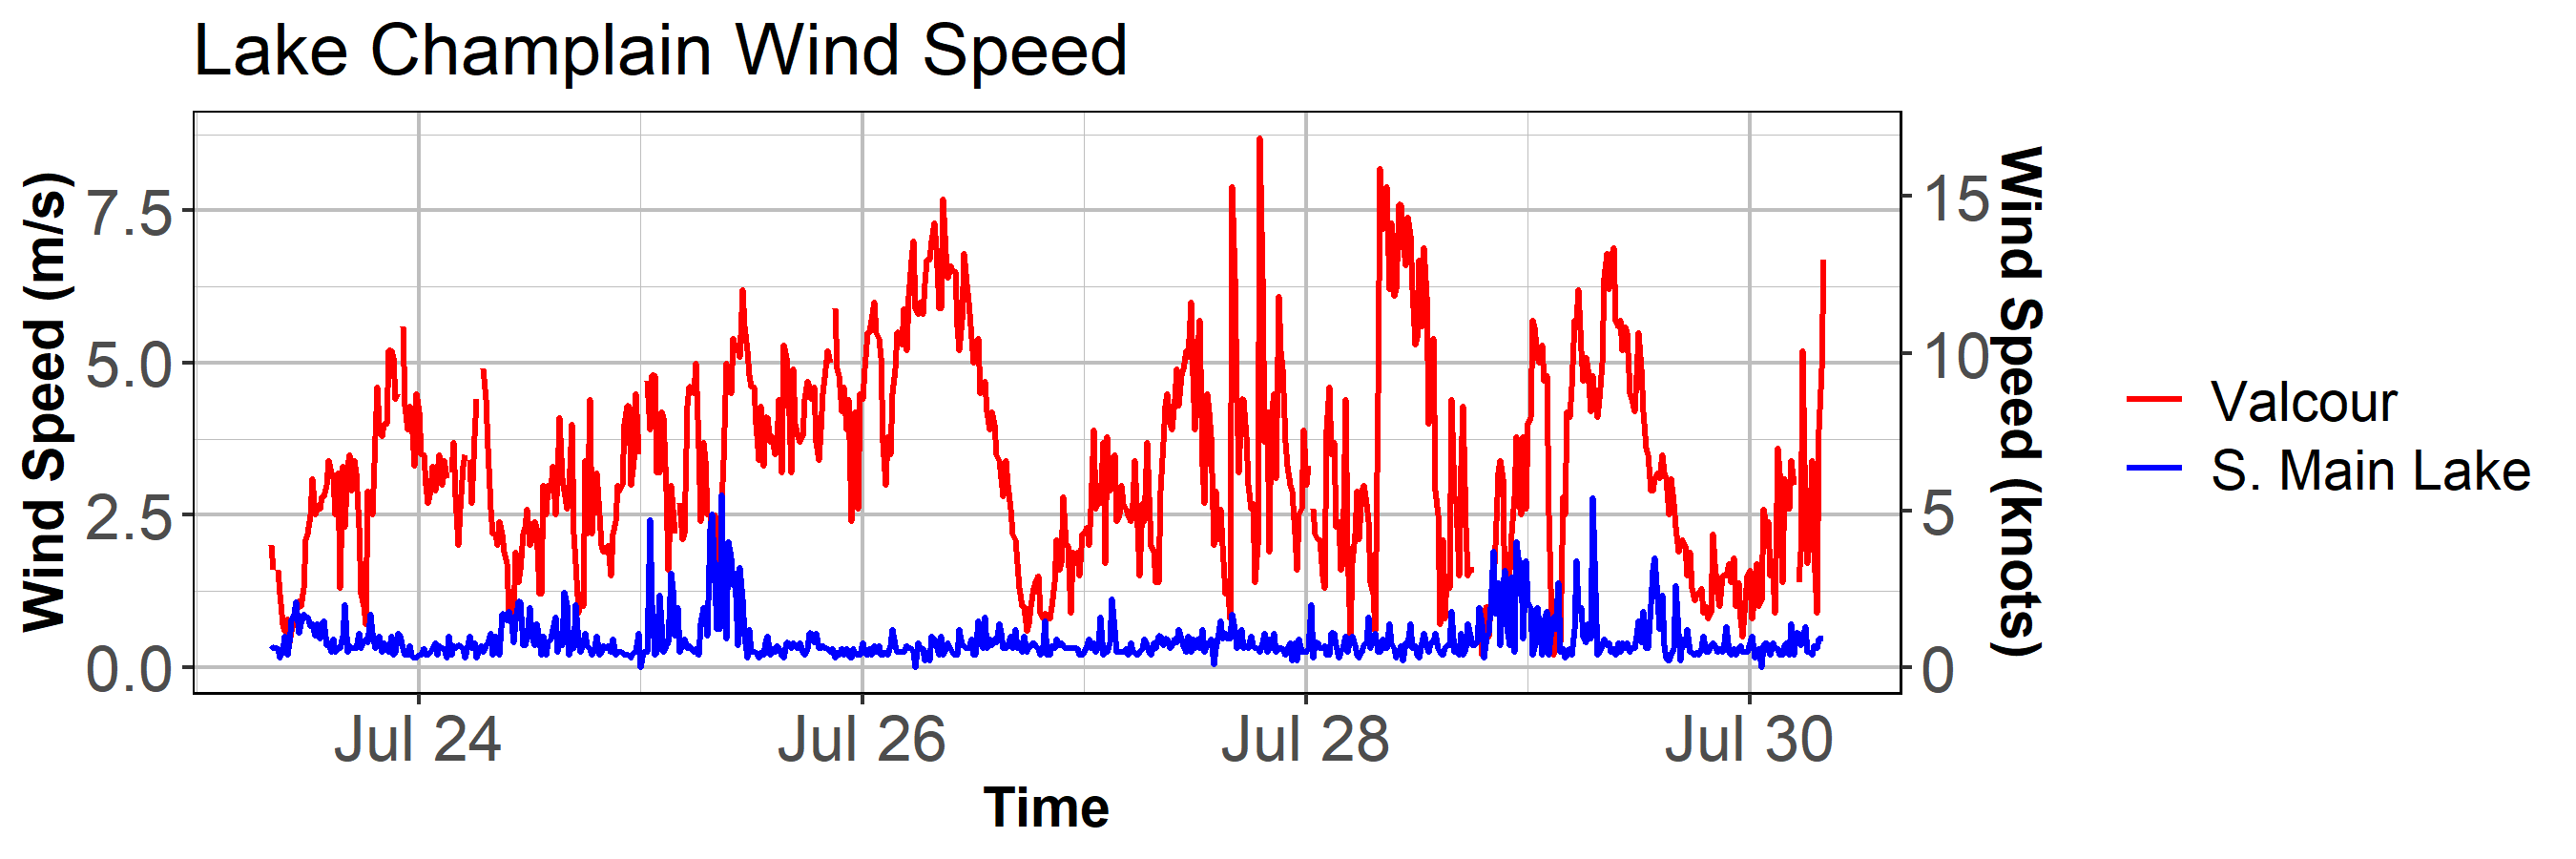 Lake Champlain Wind Speed
Wind Speed (m/s)
7.5
5.0
2.5
0.0
15
10
5
0
Wind Speed (knots)
Jul 24
Jul 26
Jul 28
Jul 30
Time
Valcour
S. Main Lake